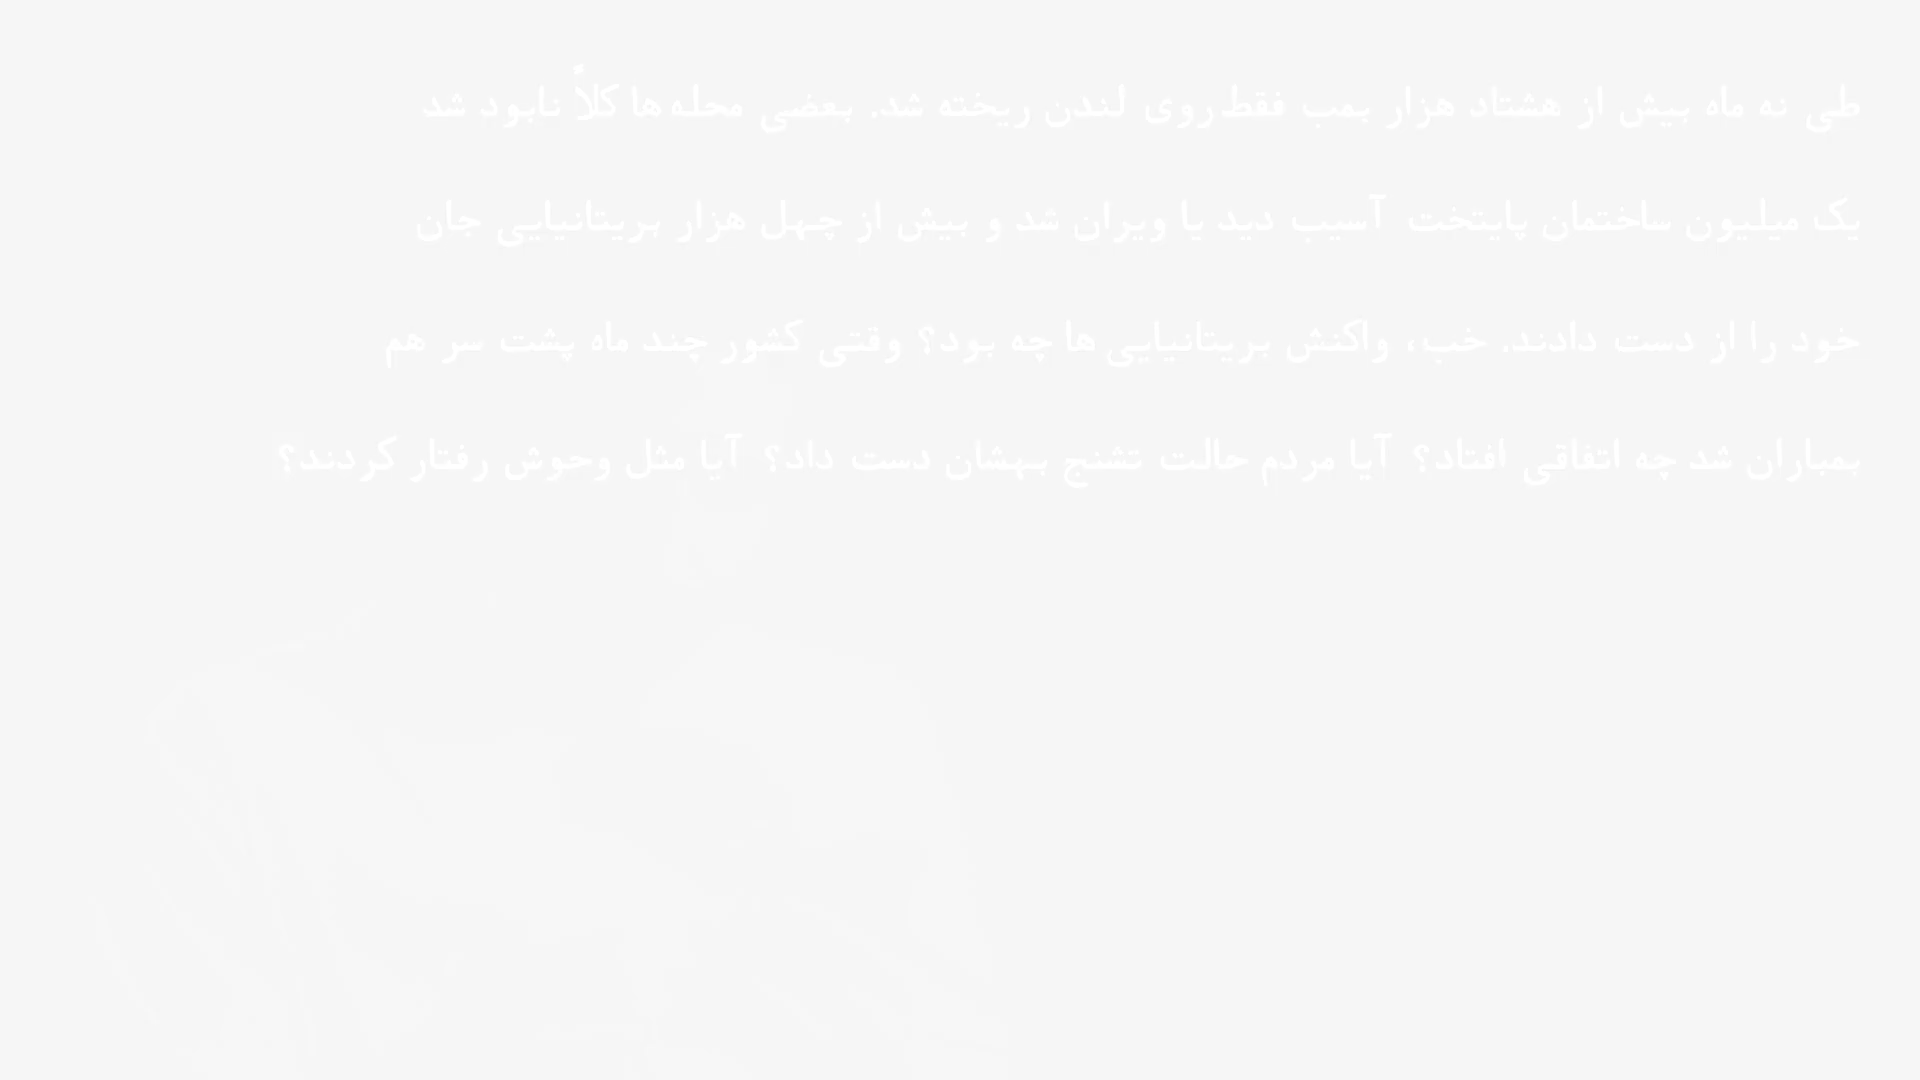 طی نه ماه بیش از هشتاد هزار بمب فقط روی لندن ریخته شد. بعضی محله ها کلاً نابود شد
یک میلیون ساختمان پایتخت آسیب دید یا ویران شد و بیش از چهل هزار بریتانیایی جان
خود را از دست دادند. خب، واکنش بریتانیایی ها چه بود؟ وقتی کشور چند ماه پشت سر هم
بمباران شد چه اتفاقی افتاد؟ آیا مردم حالت تشنج بهشان دست داد؟ آیا مثل وحوش رفتار کردند؟